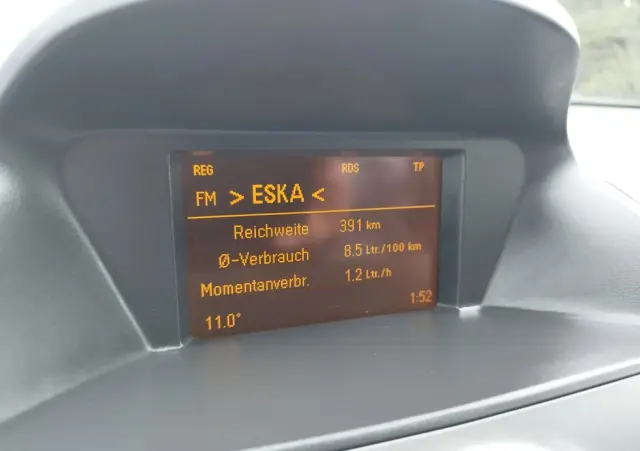 REG RDS TP
FM > ESKA <
Reichweite 391 km
Ø-Verbrauch 8.5 Ltr./100 km
Momentanverbr. 1.2 Ltr./h
1:52
11.0°